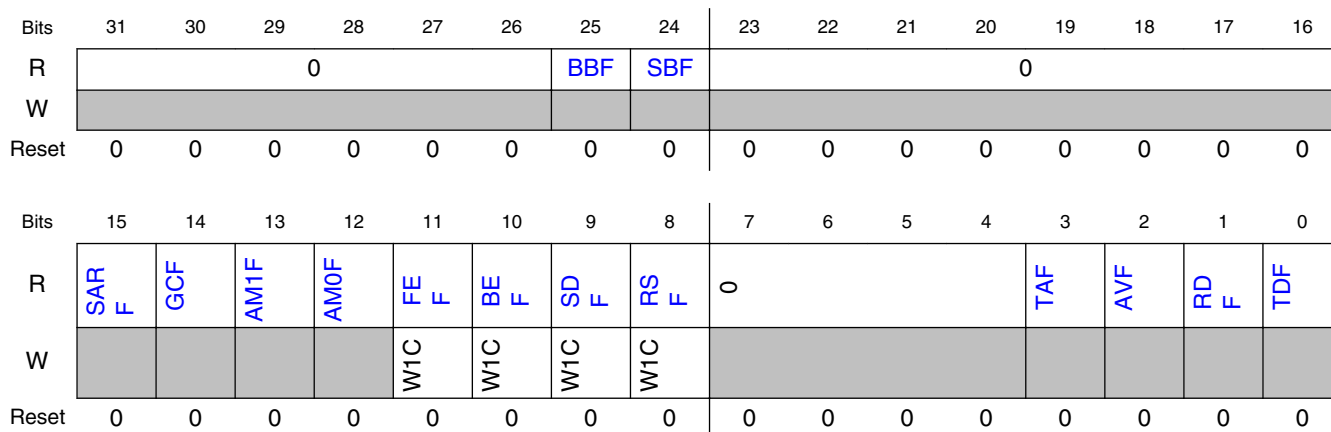 Bits 31 30 29 28 27 26 25 24 23 22 21 20 19 18 17 16
R 0 BBF SBF 0
W
Reset 0 0 0 0 0 0 0 0 0 0 0 0 0 0 0 0
Bits 15 14 13 12 11 10 9 8 7 6 5 4 3 2 1 0
R SAR F GCF AM1F AM0F FE F BE F SD F RS F 0 TAF AVF RD F TDF
W W1C W1C W1C W1C
Reset 0 0 0 0 0 0 0 0 0 0 0 0 0 0 0 0